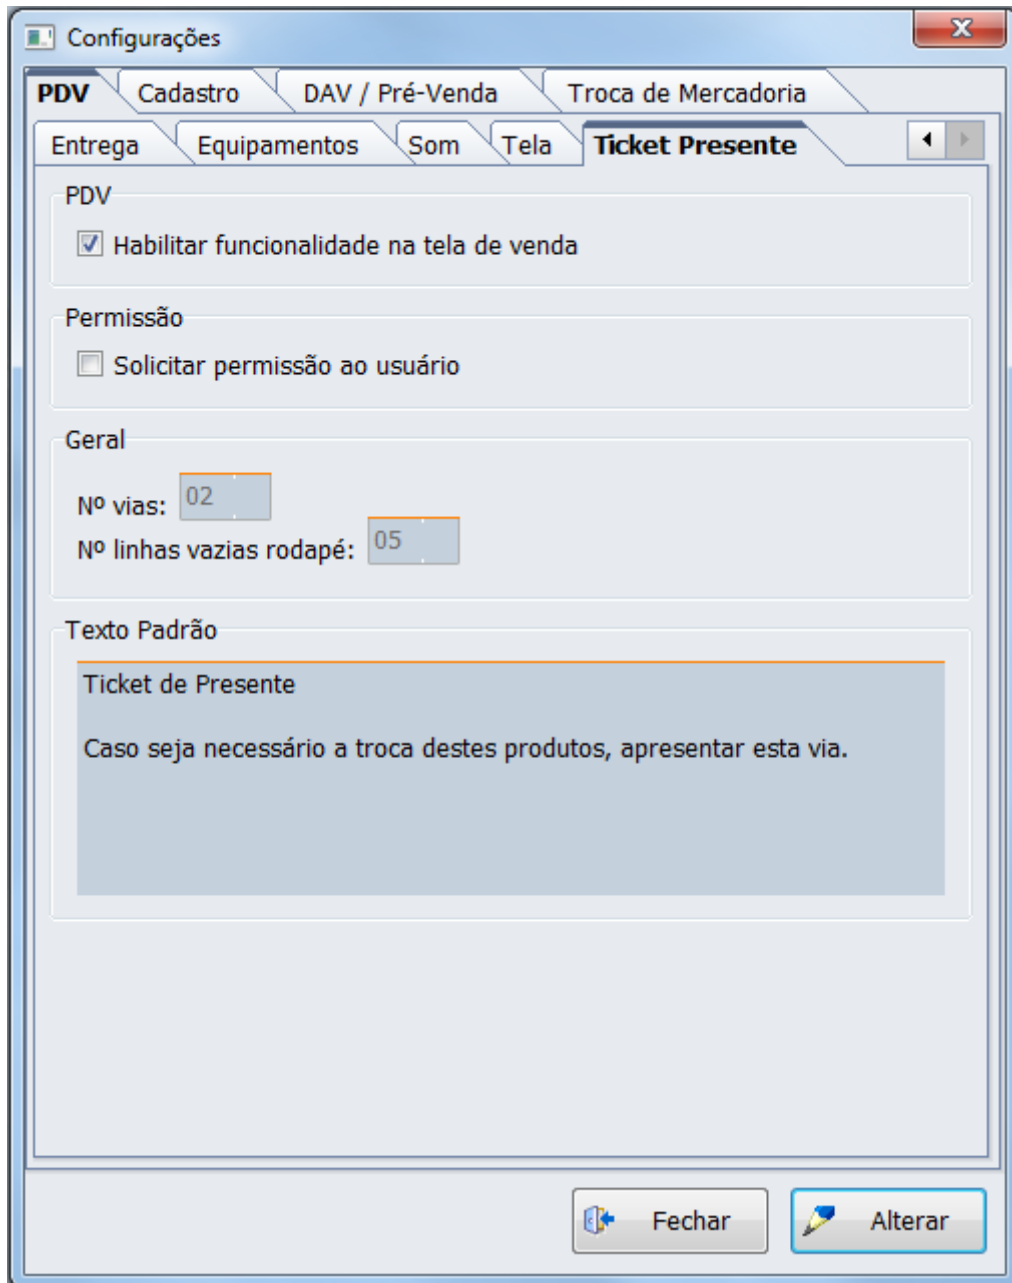 Configurações
PDV Cadastro DAV / Pré-Venda Troca de Mercadoria
Entrega Equipamentos Som Tela Ticket Presente
PDV
Habilitar funcionalidade na tela de venda
Permissão
Solicitar permissão ao usuário
Geral
Nº vias: 02
Nº linhas vazias rodapé: 05
Texto Padrão
Ticket de Presente
Caso seja necessário a troca destes produtos, apresentar esta via.
Fechar Alterar